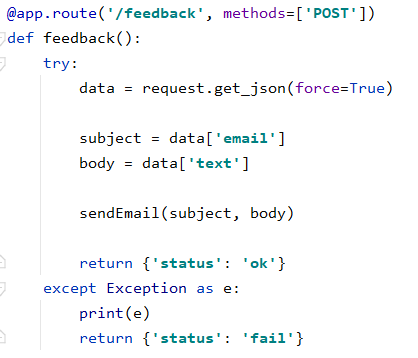 @app.route('/feedback', methods=['POST'])
def feedback():
    try:
        data = request.get_json(force=True)

        subject = data['email']
        body = data['text']

        sendEmail(subject, body)

        return {'status': 'ok'}
    except Exception as e:
        print(e)
        return {'status': 'fail'}